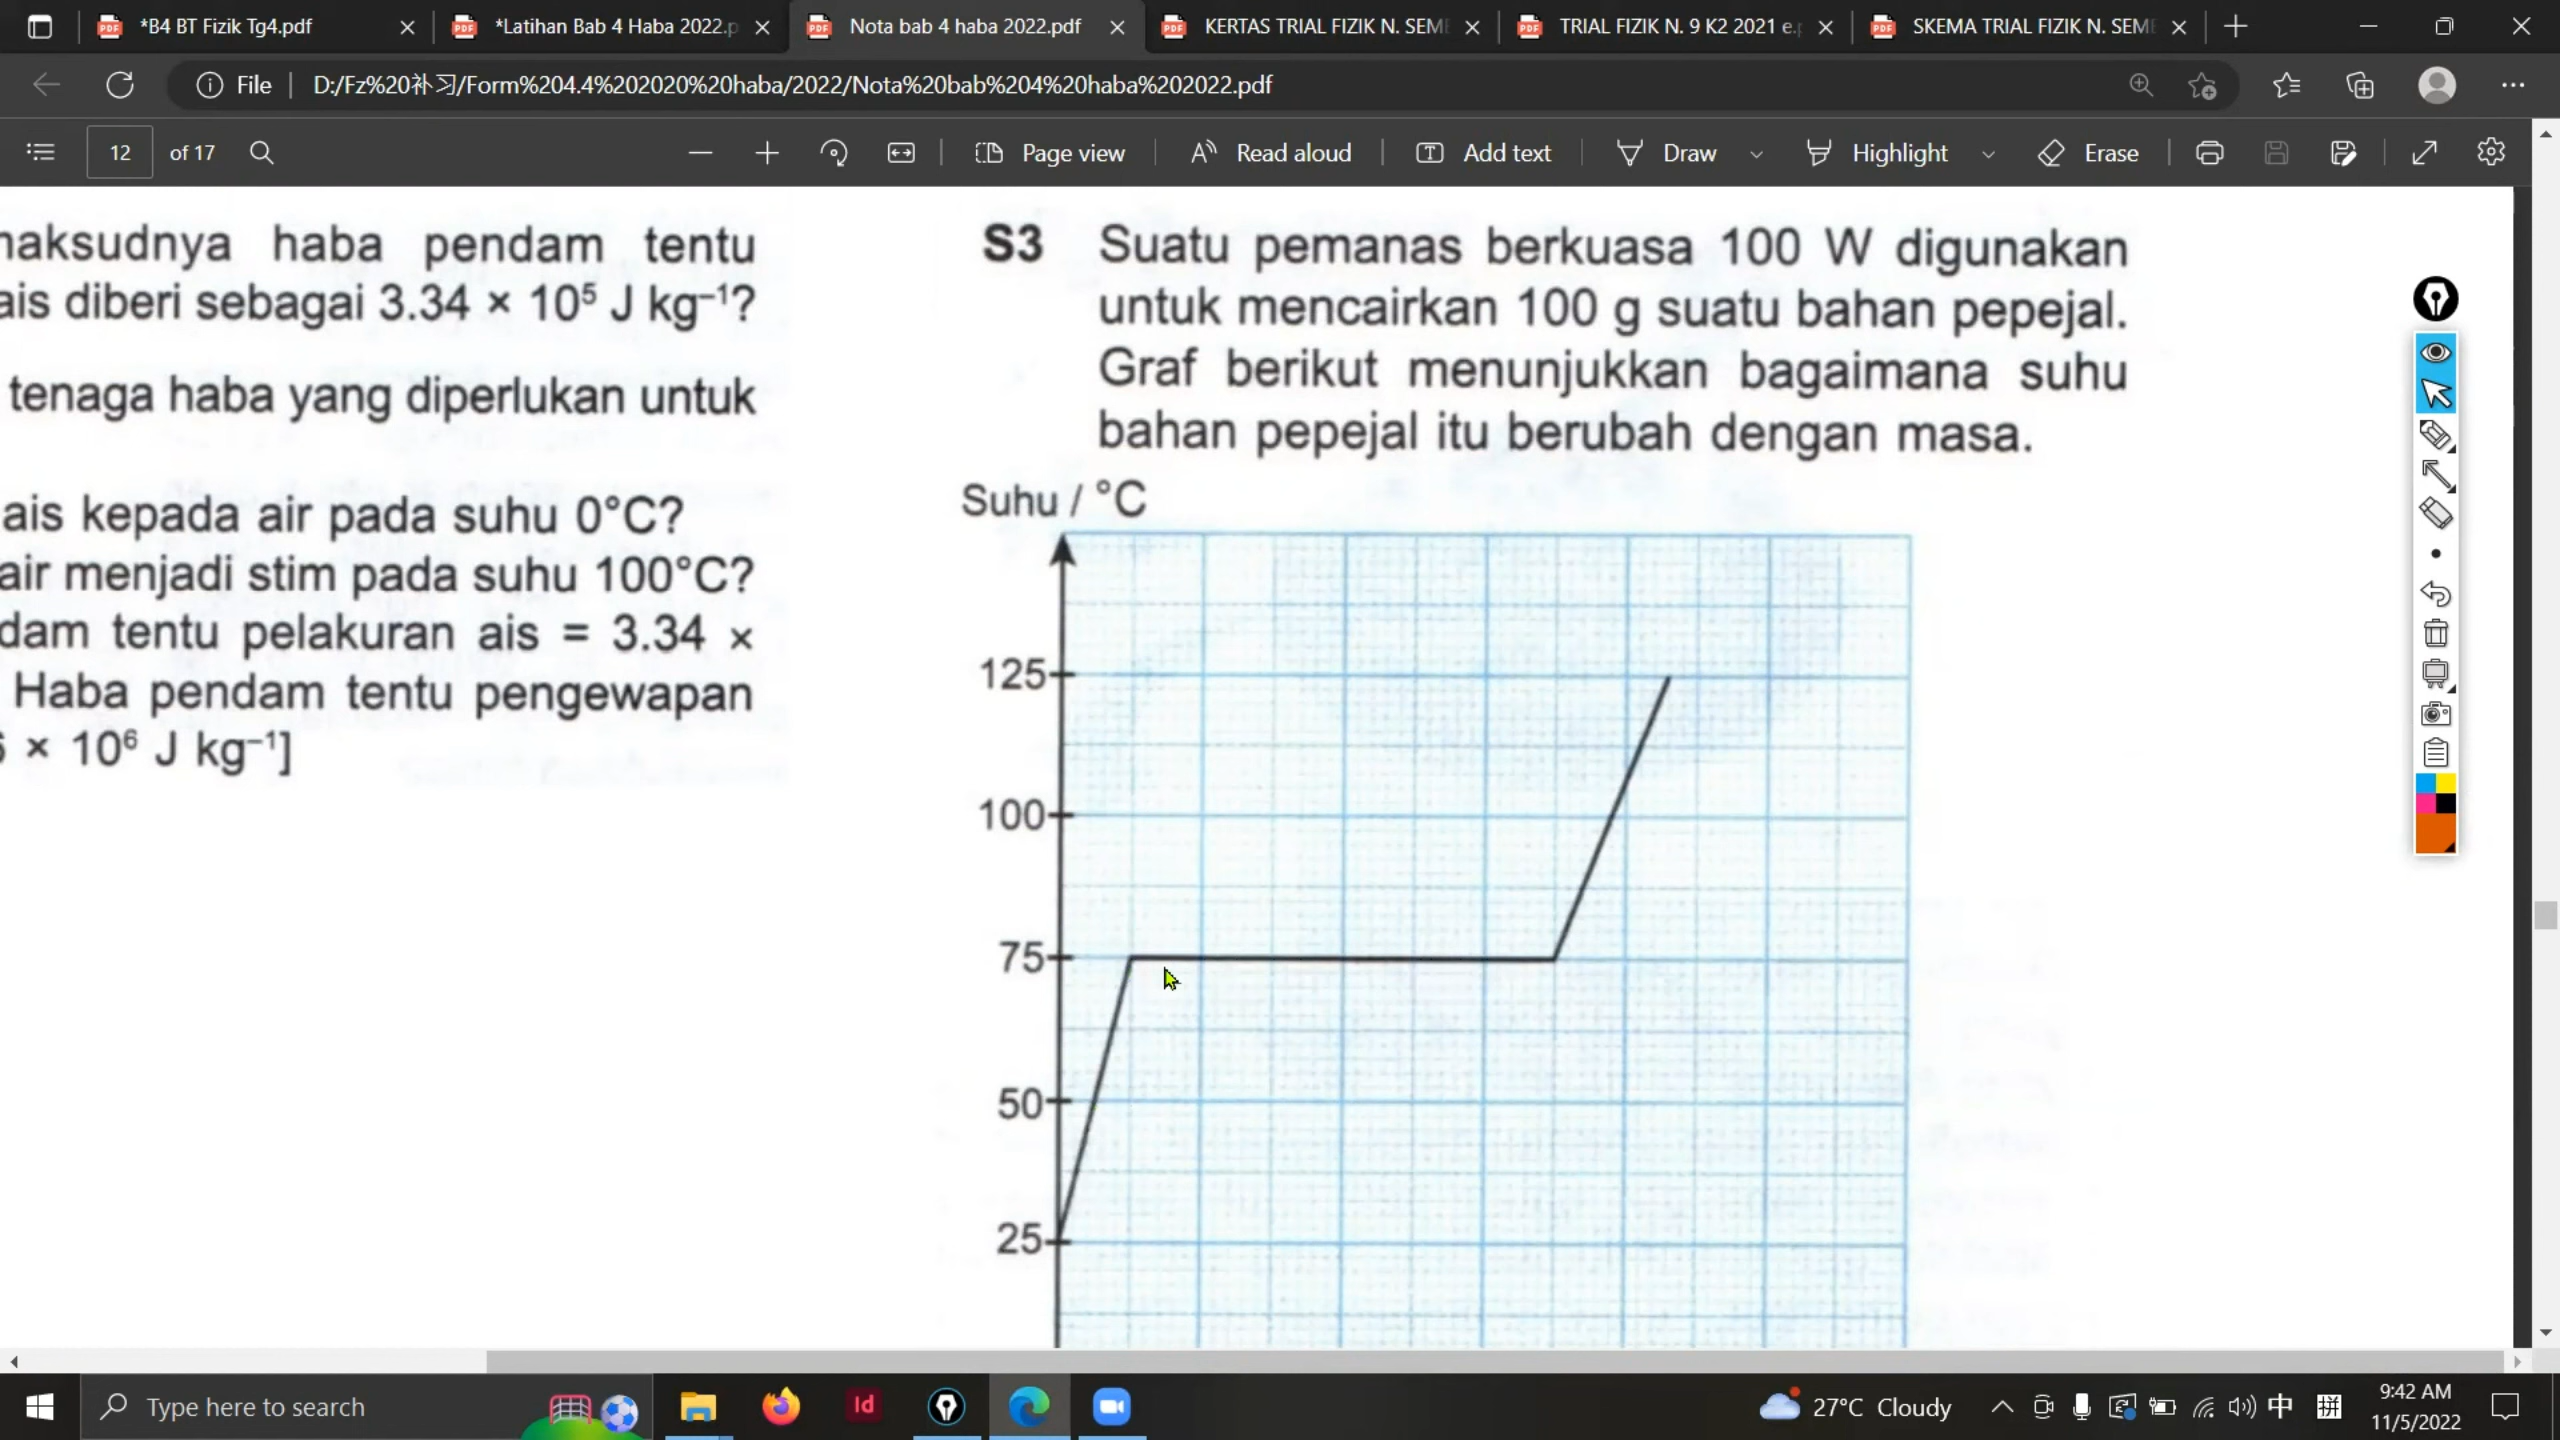 *B4 BT Fizik Tg4.pdf
*Latihan Bab 4 Haba 2022.p
Nota bab 4 haba 2022.pdf
KERTAS TRIAL FIZIK N. SEM
TRIAL FIZIK N. 9 K2 2021 e.p
SKEMA TRIAL FIZIK N. SEM
File
D:/Fz%20补习/Form%204.4%202020%20haba/2022/Nota%20bab%204%20haba%202022.pdf
12 of 17
Page view
Read aloud
Add text
Draw
Highlight
Erase
naksudnya haba pendam tentu
ais diberi sebagai 3.34 × 10⁵ J kg⁻¹?
tenaga haba yang diperlukan untuk
ais kepada air pada suhu 0°C?
air menjadi stim pada suhu 100°C?
dam tentu pelakuran ais = 3.34 ×
Haba pendam tentu pengewapan
× 10⁶ J kg⁻¹]
S3 Suatu pemanas berkuasa 100 W digunakan
untuk mencairkan 100 g suatu bahan pepejal.
Graf berikut menunjukkan bagaimana suhu
bahan pepejal itu berubah dengan masa.
Suhu / °C
125
100
75
50
25
Type here to search
Id
27°C Cloudy
中
拼
9:42 AM
11/5/2022